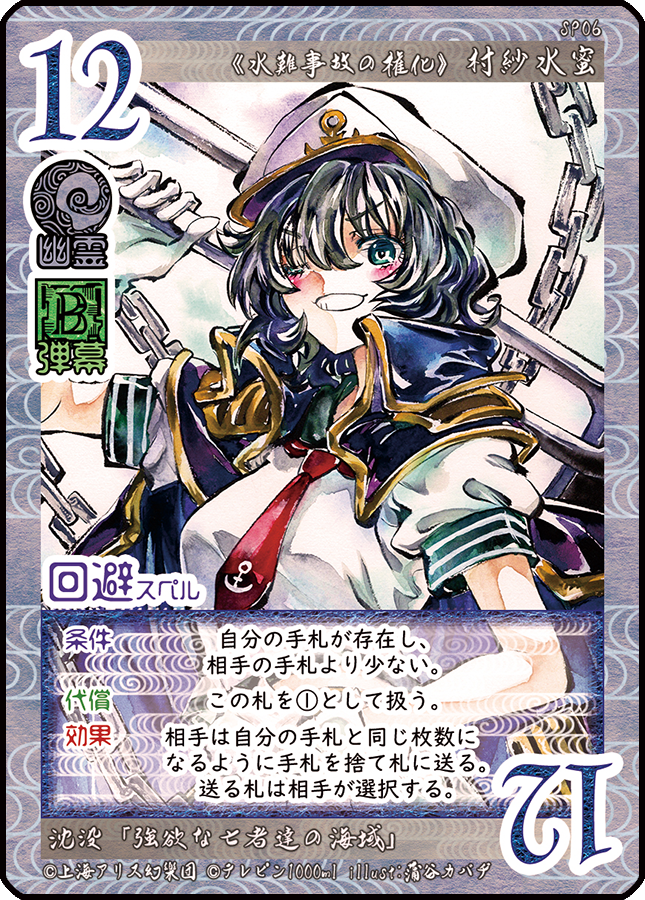 SP06
12
《水難事故の権化》 村紗水蜜
幽霊
B
弾幕
回避スペル
条件 自分の手札が存在し、
相手の手札より少ない。
代償 この札を①として扱う。
効果 相手は自分の手札と同じ枚数に
なるように手札を捨て札に送る。
送る札は相手が選択する。
12
沈没「強欲な亡者達の海域」
©上海アリス幻樂団 ©テレピン1000ml illust:蒲谷カバヂ